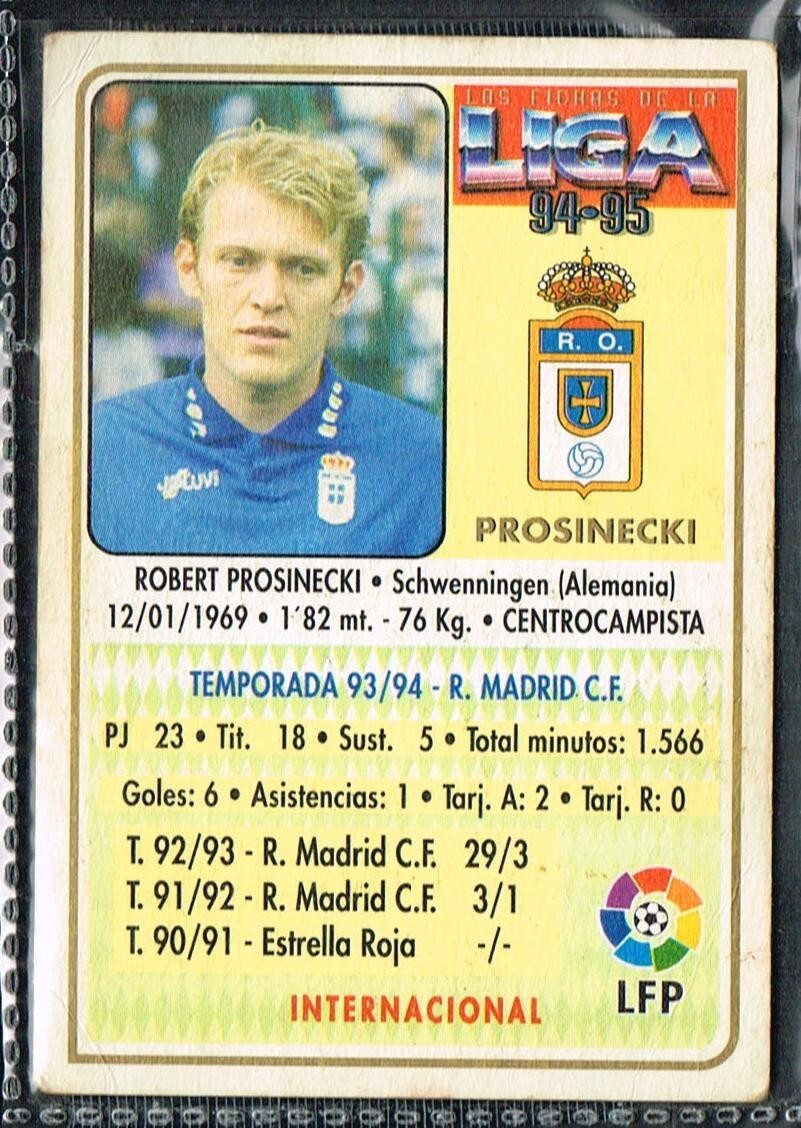 LAS FICHAS DE LA
LIGA
94•95
R. O.
PROSINECKI
ROBERT PROSINECKI • Schwenningen (Alemania)
12/01/1969 • 1´82 mt. - 76 Kg. • CENTROCAMPISTA
TEMPORADA 93/94 - R. MADRID C.F.
PJ 23 • Tit. 18 • Sust. 5 • Total minutos: 1.566
Goles: 6 • Asistencias: 1 • Tarj. A: 2 • Tarj. R: 0
T. 92/93 - R. Madrid C.F. 29/3
T. 91/92 - R. Madrid C.F. 3/1
T. 90/91 - Estrella Roja -/-
LFP
INTERNACIONAL